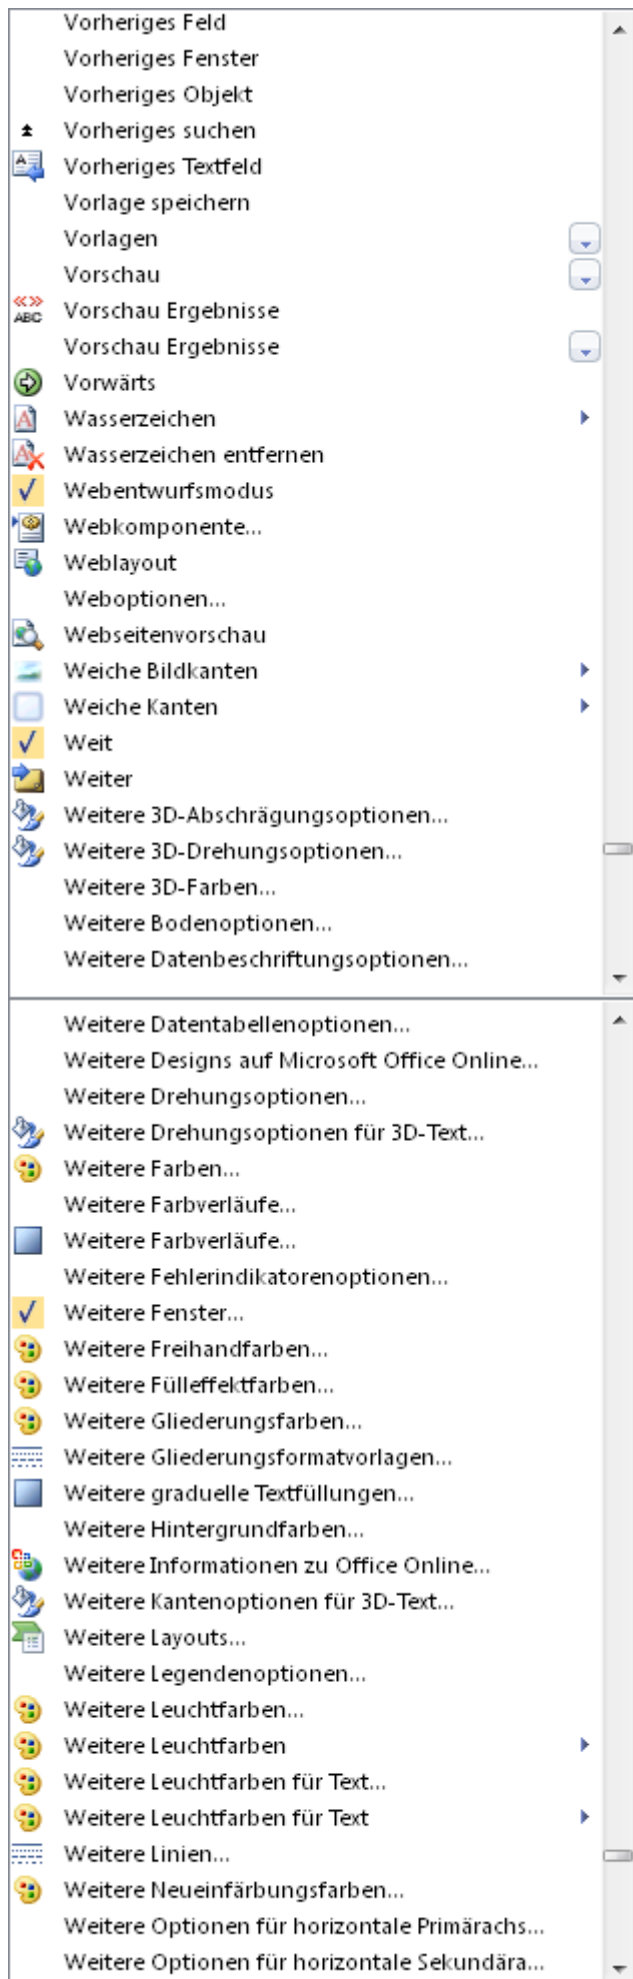 Vorheriges Feld
Vorheriges Fenster
Vorheriges Objekt
Vorheriges suchen
Vorheriges Textfeld
Vorlage speichern
Vorlagen
Vorschau
ABC Vorschau Ergebnisse
Vorschau Ergebnisse
Vorwärts
Wasserzeichen
Wasserzeichen entfernen
Webentwurfsmodus
Webkomponente...
Weblayout
Weboptionen...
Webseitenvorschau
Weiche Bildkanten
Weiche Kanten
Weit
Weiter
Weitere 3D-Abschrägungsoptionen...
Weitere 3D-Drehungsoptionen...
Weitere 3D-Farben...
Weitere Bodenoptionen...
Weitere Datenbeschriftungsoptionen...
Weitere Datentabellenoptionen...
Weitere Designs auf Microsoft Office Online...
Weitere Drehungsoptionen...
Weitere Drehungsoptionen für 3D-Text...
Weitere Farben...
Weitere Farbverläufe...
Weitere Farbverläufe...
Weitere Fehlerindikatorenoptionen...
Weitere Fenster...
Weitere Freihandfarben...
Weitere Fülleffektfarben...
Weitere Gliederungsfarben...
Weitere Gliederungsformatvorlagen...
Weitere graduelle Textfüllungen...
Weitere Hintergrundfarben...
Weitere Informationen zu Office Online...
Weitere Kantenoptionen für 3D-Text...
Weitere Layouts...
Weitere Legendenoptionen...
Weitere Leuchtfarben...
Weitere Leuchtfarben
Weitere Leuchtfarben für Text...
Weitere Leuchtfarben für Text
Weitere Linien...
Weitere Neueinfärbungsfarben...
Weitere Optionen für horizontale Primärachs...
Weitere Optionen für horizontale Sekundära...